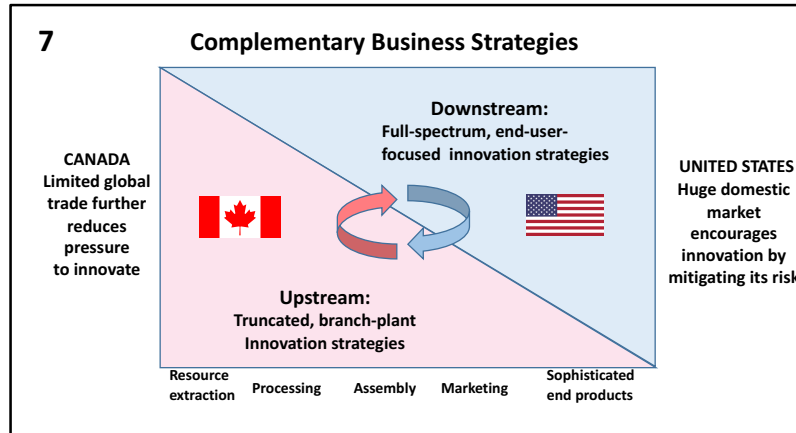 7
Complementary Business Strategies
Downstream:
Full-spectrum, end-user-
focused innovation strategies
CANADA
Limited global
trade further
reduces
pressure
to innovate
UNITED STATES
Huge domestic
market
encourages
innovation by
mitigating its risk
Upstream:
Truncated, branch-plant
Innovation strategies
Resource
extraction
Processing
Assembly
Marketing
Sophisticated
end products